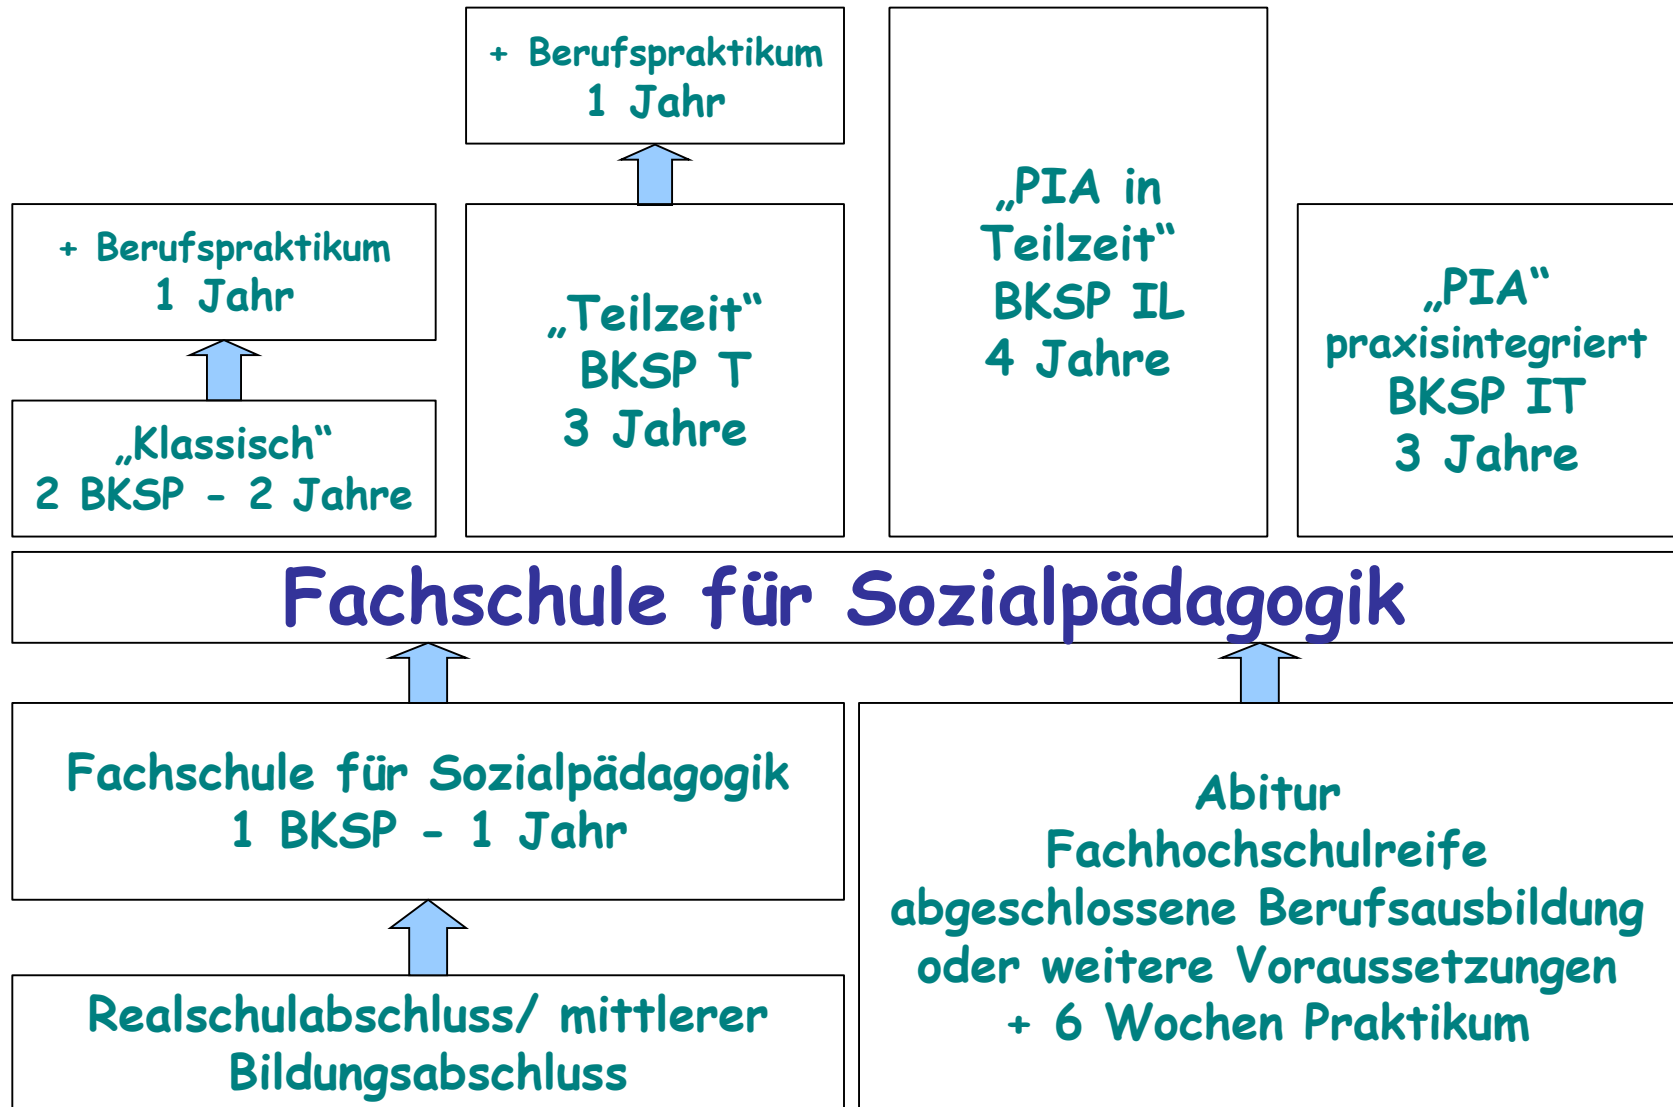 + Berufspraktikum
1 Jahr
+ Berufspraktikum
1 Jahr
„Klassisch“
2 BKSP - 2 Jahre
„Teilzeit“
BKSP T
3 Jahre
„PIA in
Teilzeit“
BKSP IL
4 Jahre
„PIA“
praxisintegriert
BKSP IT
3 Jahre
Fachschule für Sozialpädagogik
Fachschule für Sozialpädagogik
1 BKSP - 1 Jahr
Abitur
Fachhochschulreife
abgeschlossene Berufsausbildung
oder weitere Voraussetzungen
+ 6 Wochen Praktikum
Realschulabschluss/ mittlerer
Bildungsabschluss